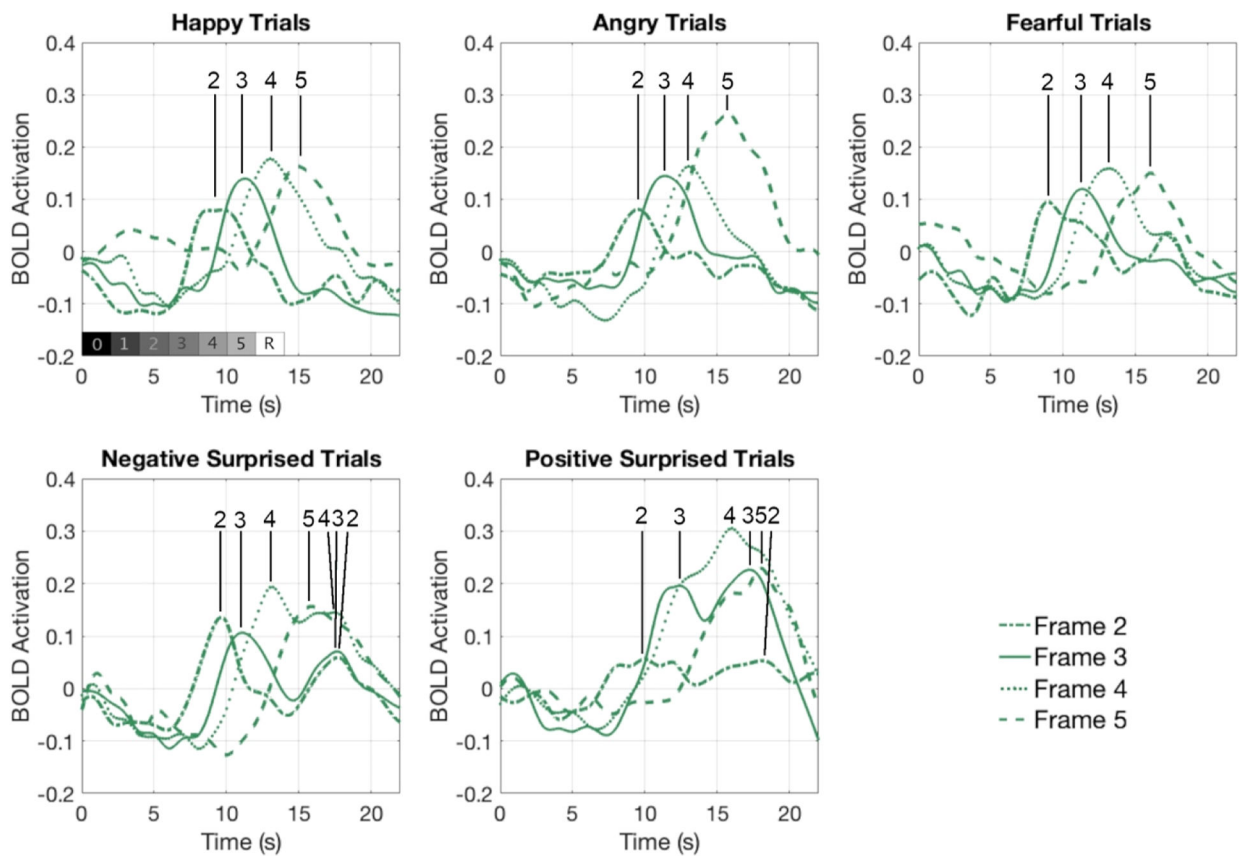 Happy Trials
0.4
0.3
0.2
0.1
0
-0.1
-0.2
BOLD Activation
2 3 4 5
0 1 2 3 4 5 R
0 5 10 15 20
Time (s)
Angry Trials
0.4
0.3
0.2
0.1
0
-0.1
-0.2
BOLD Activation
2 3 4 5
0 5 10 15 20
Time (s)
Fearful Trials
0.4
0.3
0.2
0.1
0
-0.1
-0.2
BOLD Activation
2 3 4 5
0 5 10 15 20
Time (s)
Negative Surprised Trials
0.4
0.3
0.2
0.1
0
-0.1
-0.2
BOLD Activation
2 3 4 5 4 3 2
0 5 10 15 20
Time (s)
Positive Surprised Trials
0.4
0.3
0.2
0.1
0
-0.1
-0.2
BOLD Activation
2 3 4 3 5 2
0 5 10 15 20
Time (s)
Frame 2
Frame 3
Frame 4
Frame 5